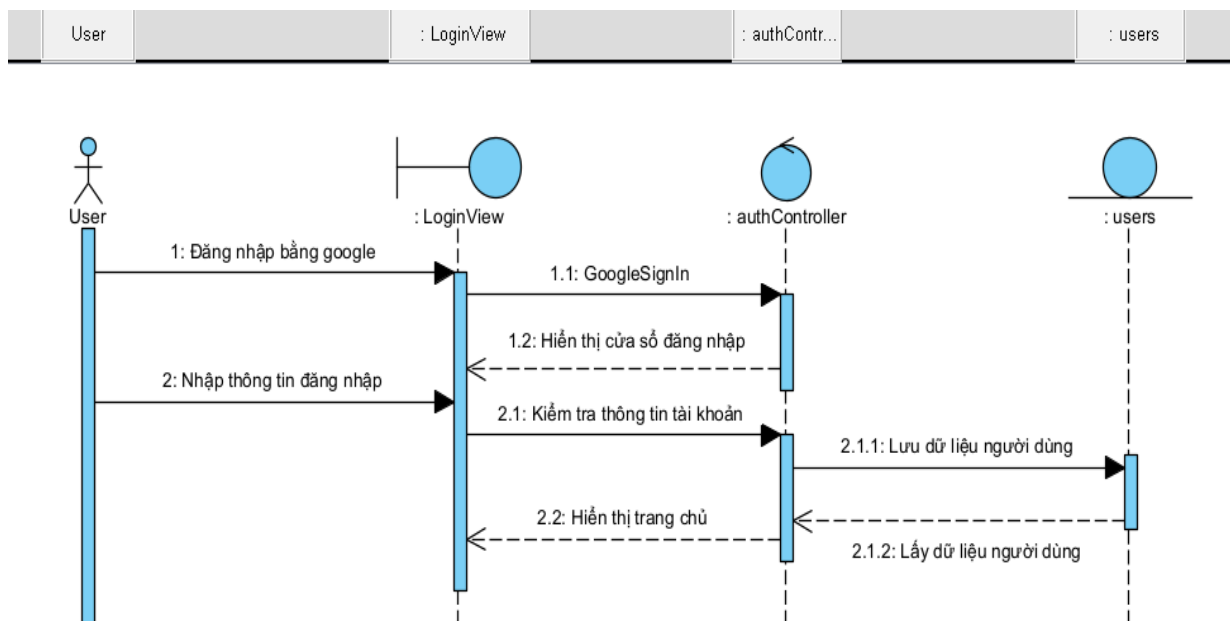 User
: LoginView
: authContr...
: users
User
: LoginView
: authController
: users
1: Đăng nhập bằng google
1.1: GoogleSignIn
1.2: Hiển thị cửa sổ đăng nhập
2: Nhập thông tin đăng nhập
2.1: Kiểm tra thông tin tài khoản
2.1.1: Lưu dữ liệu người dùng
2.2: Hiển thị trang chủ
2.1.2: Lấy dữ liệu người dùng